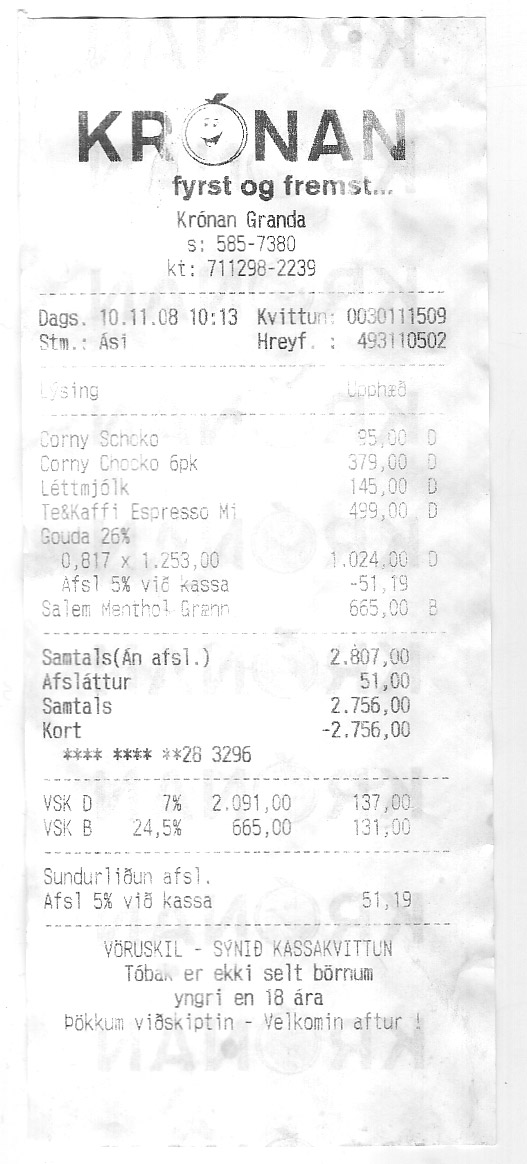 KRÓNAN
fyrst og fremst...
Krónan Granda
s: 585-7380
kt: 711298-2239
Dags. 10.11.08 10:13 Kvittun: 0030111509
Stm.: Ási Hreyf. : 493110502
Lýsing Upphæð
Corny Schoko 95,00 D
Corny Chocko 6pk 379,00 D
Léttmjólk 145,00 D
Te&Kaffi Espresso Mi 499,00 D
Gouda 26%
0,817 x 1.253,00 1.024,00 D
Afsl 5% við kassa -51,19
Salem Menthol Grænn 665,00 B
Samtals(Án afsl.) 2.807,00
Afsláttur 51,00
Samtals 2.756,00
Kort -2.756,00
**** **** **28 3296
VSK D 7% 2.091,00 137,00
VSK B 24,5% 665,00 131,00
Sundurliðun afsl.
Afsl 5% við kassa 51,19
VÖRUSKIL - SÝNIÐ KASSAKVITTUN
Tóbak er ekki selt börnum
yngri en 18 ára
Þökkum viðskiptin - Velkomin aftur !